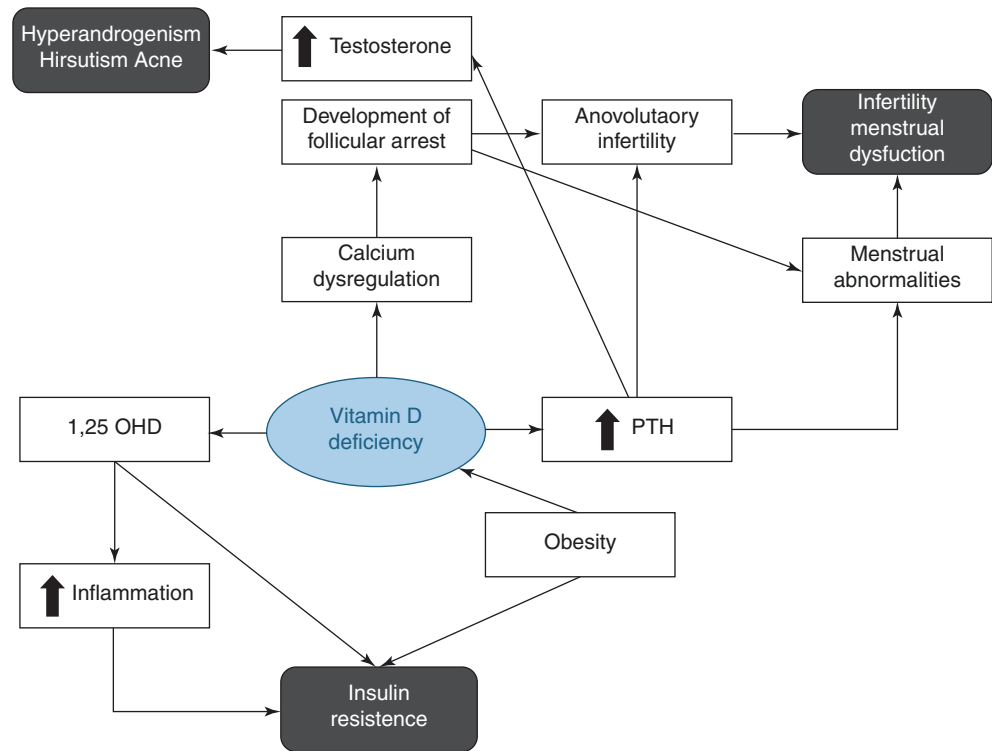 Hyperandrogenism
Hirsutism Acne
Testosterone
Development of
follicular arrest
Anovolutaory
infertility
Infertility
menstrual
dysfuction
Calcium
dysregulation
Menstrual
abnormalities
1,25 OHD
Vitamin D
deficiency
PTH
Obesity
Inflammation
Insulin
resistence